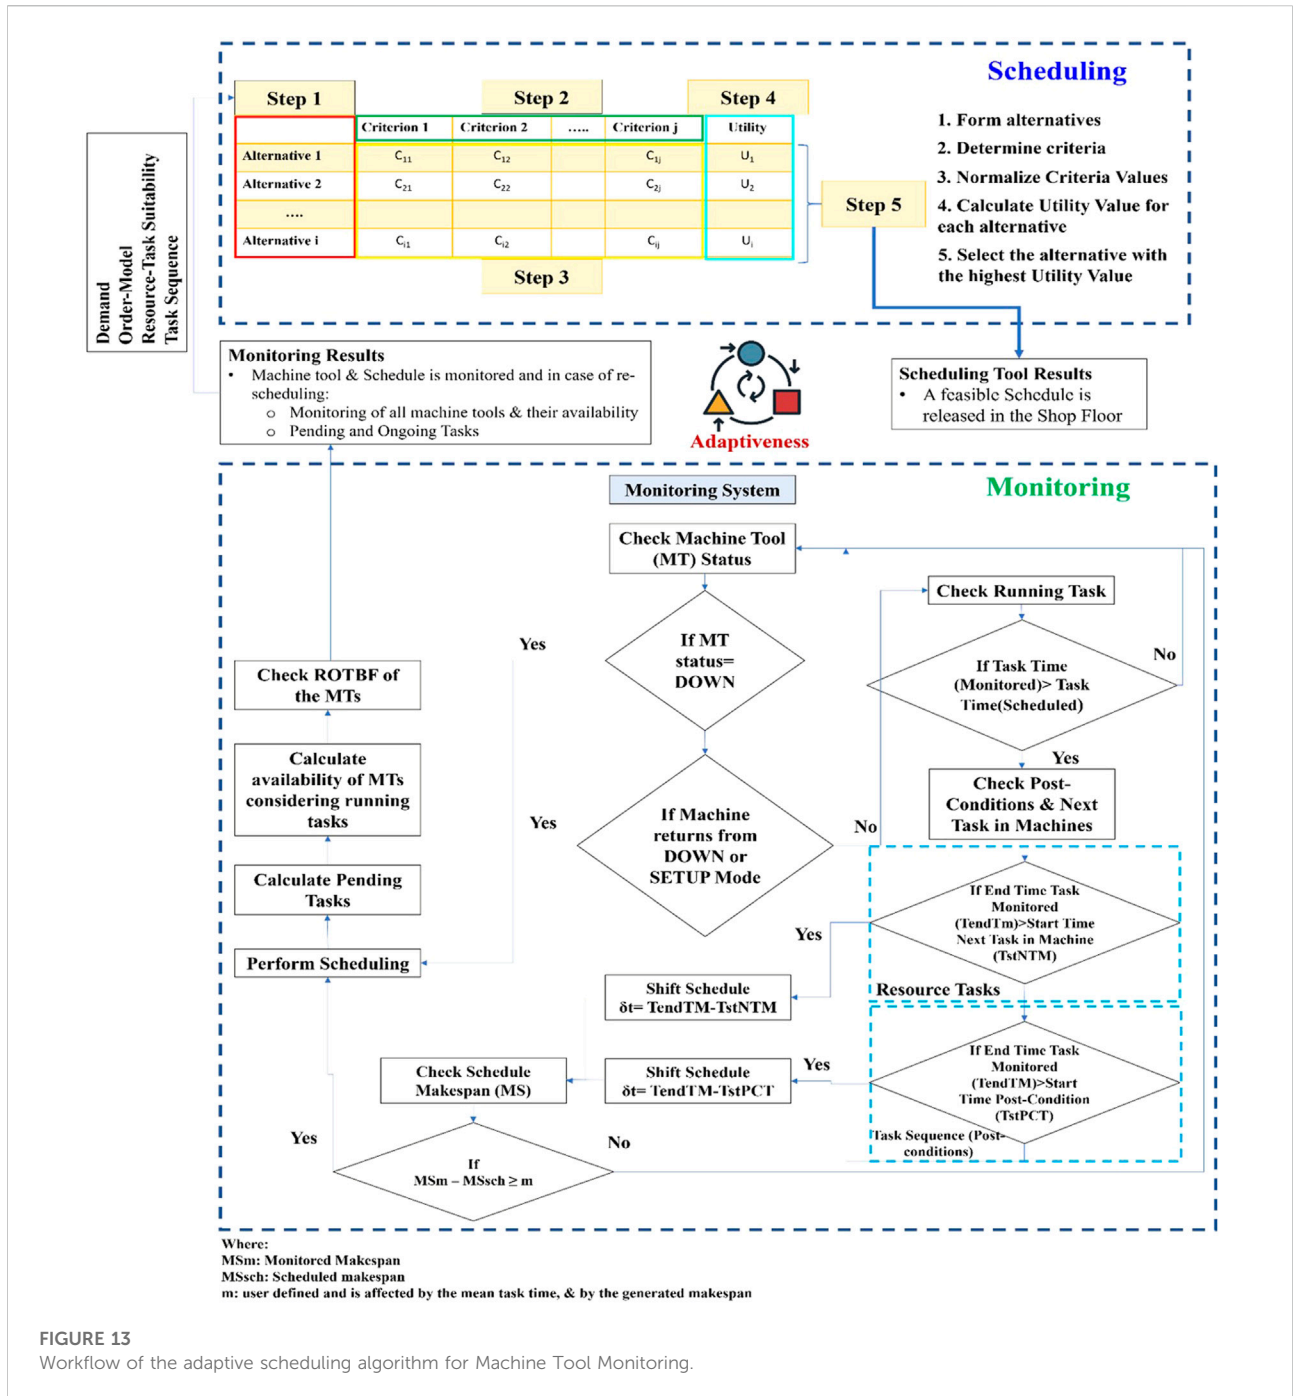 Scheduling
Step 1
Step 2
Step 4
Criterion 1
Criterion 2
.....
Criterion j
Utility
Alternative 1
C11
C12
C1j
U1
Alternative 2
C21
C22
C2j
U2
....
Alternative i
Ci1
Ci2
Cij
Ui
Step 3
Step 5
1. Form alternatives
2. Determine criteria
3. Normalize Criteria Values
4. Calculate Utility Value for
each alternative
5. Select the alternative with
the highest Utility Value
Demand
Order-Model
Resource-Task Suitability
Task Sequence
Monitoring Results
• Machine tool & Schedule is monitored and in case of re-
scheduling:
o Monitoring of all machine tools & their availability
o Pending and Ongoing Tasks
Adaptiveness
Scheduling Tool Results
• A feasible Schedule is
released in the Shop Floor
Monitoring
Monitoring System
Check Machine Tool
(MT) Status
If MT
status=
DOWN
Yes
If Machine
returns from
DOWN or
SETUP Mode
Yes
No
Check Running Task
If Task Time
(Monitored)> Task
Time(Scheduled)
No
Yes
Check Post-
Conditions & Next
Task in Machines
If End Time Task
Monitored
(TendTm)>Start Time
Next Task in Machine
(TstNTM)
Resource Tasks
Yes
Shift Schedule
δt= TendTM-TstNTM
If End Time Task
Monitored
(TendTM)>Start
Time Post-Condition
(TstPCT)
Task Sequence (Post-
conditions)
Yes
Shift Schedule
δt= TendTM-TstPCT
Check Schedule
Makespan (MS)
If
MSm – MSsch ≥ m
Yes
No
Check ROTBF of
the MTs
Calculate
availability of MTs
considering running
tasks
Calculate Pending
Tasks
Perform Scheduling
Where:
MSm: Monitored Makespan
MSsch: Scheduled makespan
m: user defined and is affected by the mean task time, & by the generated makespan
FIGURE 13
Workflow of the adaptive scheduling algorithm for Machine Tool Monitoring.